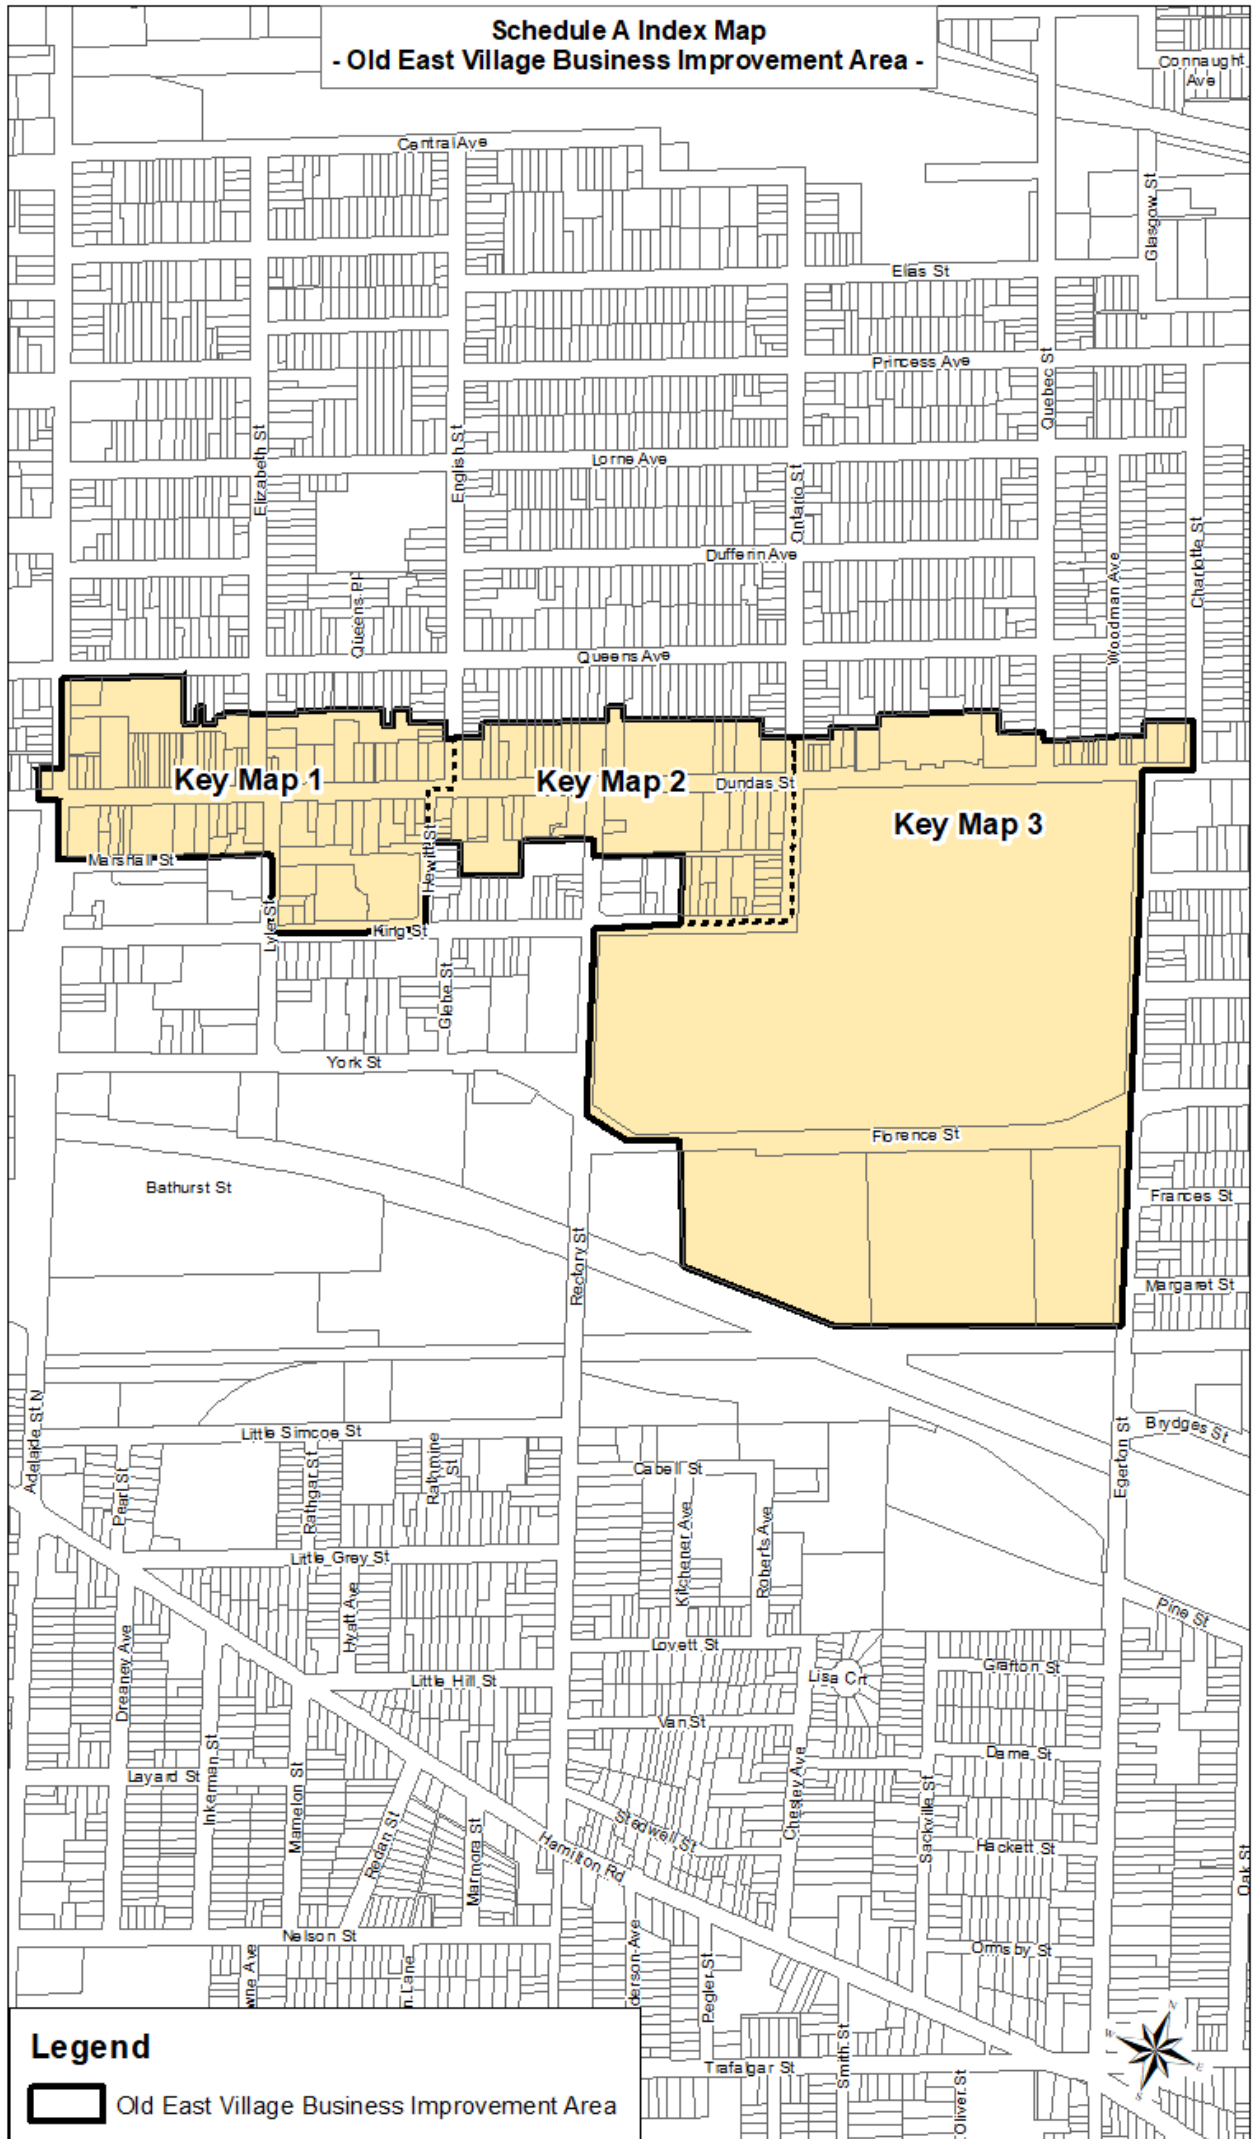 Schedule A Index Map
- Old East Village Business Improvement Area -
Connaught
Ave
Central Ave
Glasgow St
Elias St
Princess Ave
Quebec St
Elizabeth St
English St
Lorne Ave
Ontario St
Dufferin Ave
Charlotte St
Woodman Ave
Queens Pl
Queens Ave
Key Map 1
Key Map 2
Dundas St
Key Map 3
Marshall St
Hewitt St
Lyle St
King St
Glebe St
York St
Florence St
Bathurst St
Frances St
Rectory St
Margaret St
Adelaide St N
Little Simcoe St
Egerton St
Brydges St
Pearl St
Rathgar St
Rathmine
St
Cabell St
Kitchener Ave
Roberts Ave
Little Grey St
Hyatt Ave
Pine St
Dreaney Ave
Lovett St
Lisa Crt
Grafton St
Little Hill St
Van St
Inkerman St
Mamelon St
Layard St
Dame St
Chesley Ave
Sackville St
Redan St
Marmora St
Stedwell St
Hamilton Rd
Hackett St
Oak St
Nelson St
Ormsby St
wne Ave
n Lane
derson Ave
Pegler St
Smith St
Trafalgar St
Oliver St
N
W
E
S
Legend
Old East Village Business Improvement Area